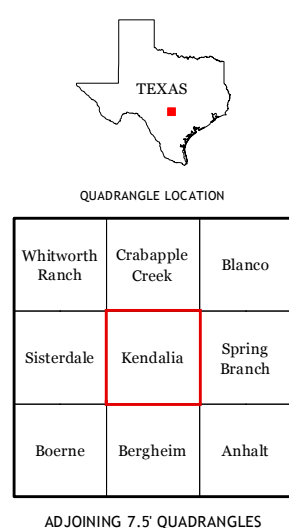 TEXAS
QUADRANGLE LOCATION
Whitworth
Ranch
Crabapple
Creek
Blanco
Sisterdale
Kendalia
Spring
Branch
Boerne
Bergheim
Anhalt
ADJOINING 7.5' QUADRANGLES